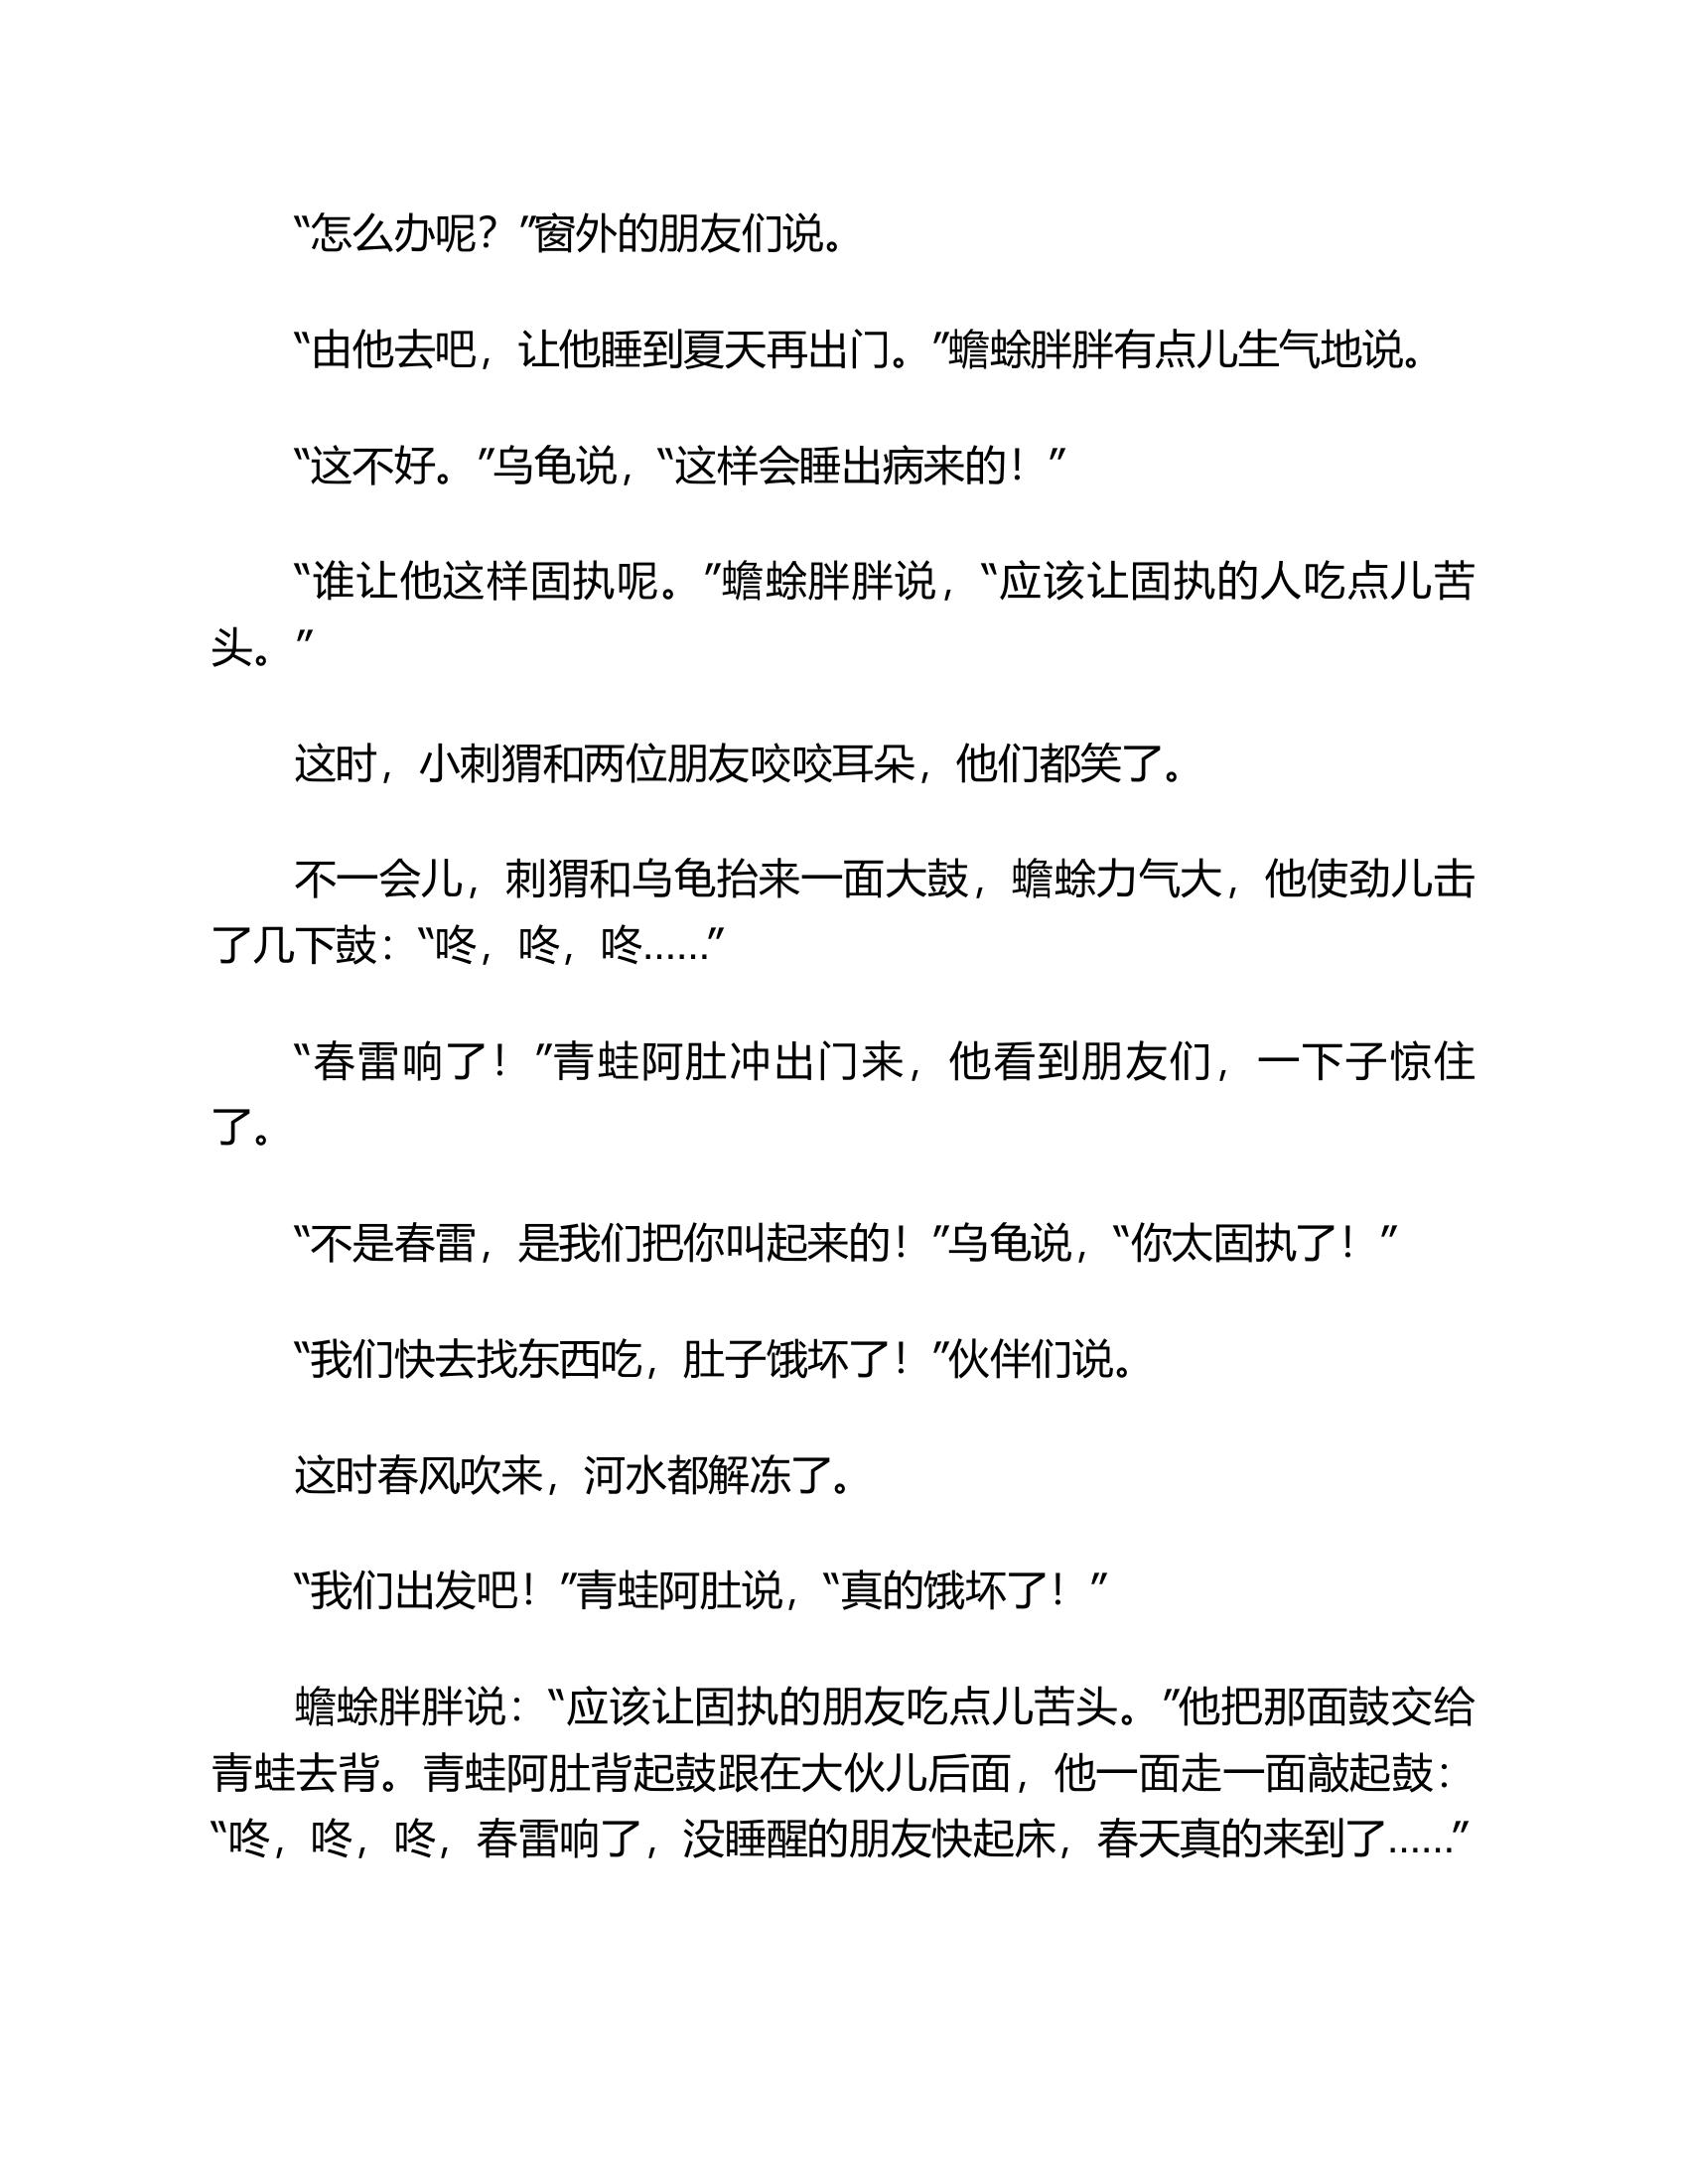 “怎么办呢？”窗外的朋友们说。
“由他去吧，让他睡到夏天再出门。”蟾蜍胖胖有点儿生气地说。
“这不好。”乌龟说，“这样会睡出病来的！”
“谁让他这样固执呢。”蟾蜍胖胖说，“应该让固执的人吃点儿苦
头。”
这时，小刺猬和两位朋友咬咬耳朵，他们都笑了。
不一会儿，刺猬和乌龟抬来一面大鼓，蟾蜍力气大，他使劲儿击
了几下鼓：“咚，咚，咚……”
“春雷响了！”青蛙阿肚冲出门来，他看到朋友们，一下子惊住
了。
“不是春雷，是我们把你叫起来的！”乌龟说，“你太固执了！”
“我们快去找东西吃，肚子饿坏了！”伙伴们说。
这时春风吹来，河水都解冻了。
“我们出发吧！”青蛙阿肚说，“真的饿坏了！”
蟾蜍胖胖说：“应该让固执的朋友吃点儿苦头。”他把那面鼓交给
青蛙去背。青蛙阿肚背起鼓跟在大伙儿后面，他一面走一面敲起鼓：
“咚，咚，咚，春雷响了，没睡醒的朋友快起床，春天真的来到了……”